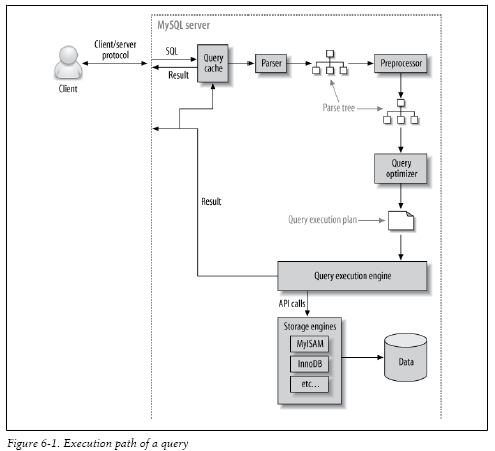 MySQL server
Client/server
protocol
SQL
Result
Client
Query
cache
Parser
Preprocessor
Parse tree
Query
optimizer
Result
Query execution plan
Query execution engine
API calls
Storage engines
MyISAM
InnoDB
etc...
Data
Figure 6-1. Execution path of a query